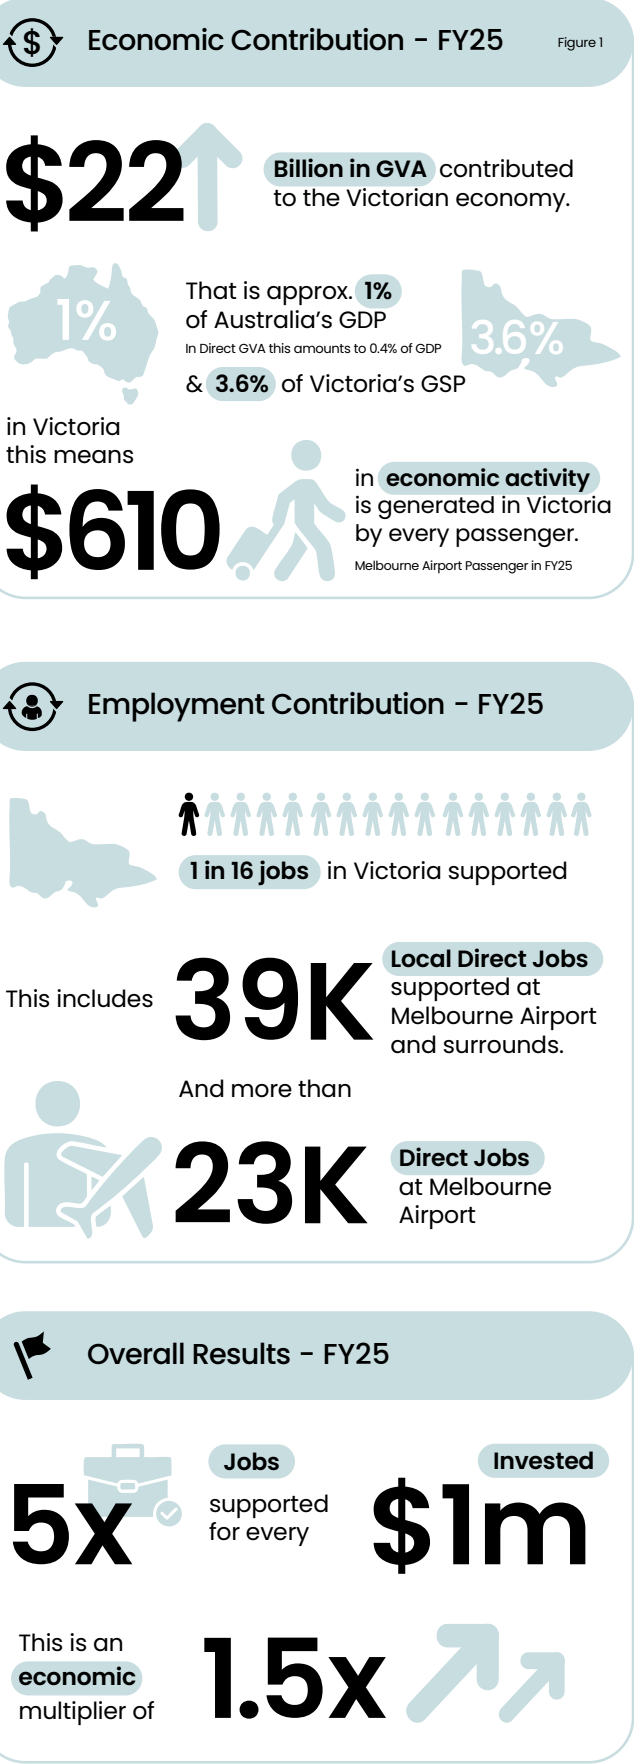 Economic Contribution - FY25
Figure 1
$22
Billion in GVA contributed
to the Victorian economy.
1%
That is approx. 1%
of Australia's GDP
In Direct GVA this amounts to 0.4% of GDP
& 3.6% of Victoria's GSP
3.6%
in Victoria
this means
$610
in economic activity
is generated in Victoria
by every passenger.
Melbourne Airport Passenger in FY25
Employment Contribution - FY25
1 in 16 jobs in Victoria supported
This includes
39K
Local Direct Jobs
supported at
Melbourne Airport
and surrounds.
And more than
23K
Direct Jobs
at Melbourne
Airport
Overall Results - FY25
5x
Jobs
supported
for every
Invested
$1m
This is an
economic
multiplier of
1.5x